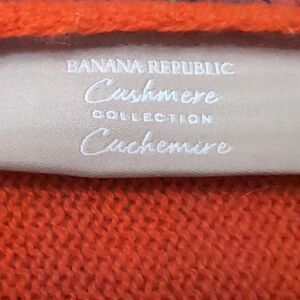 BANANA REPUBLIC
Cashmere
COLLECTION
Cachemire